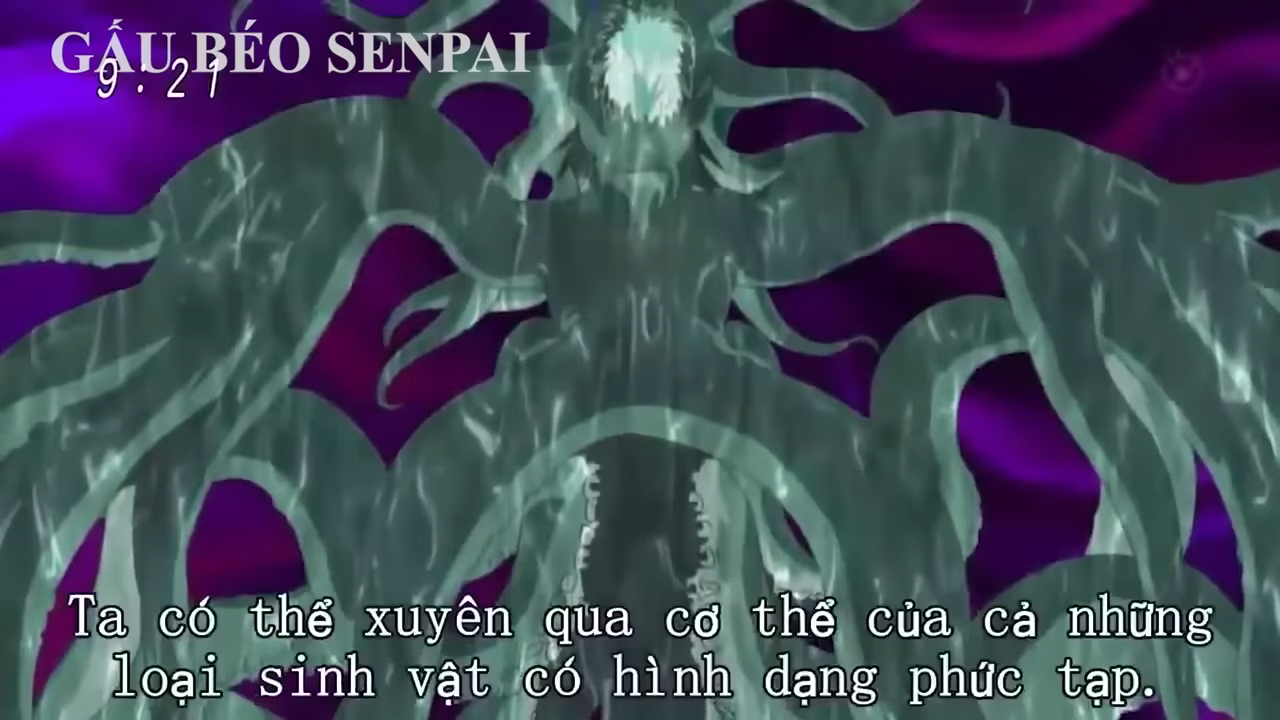 GẤU BÉO SENPAI
9:21
Ta có thể xuyên qua cơ thể của cả những
loại sinh vật có hình dạng phức tạp.